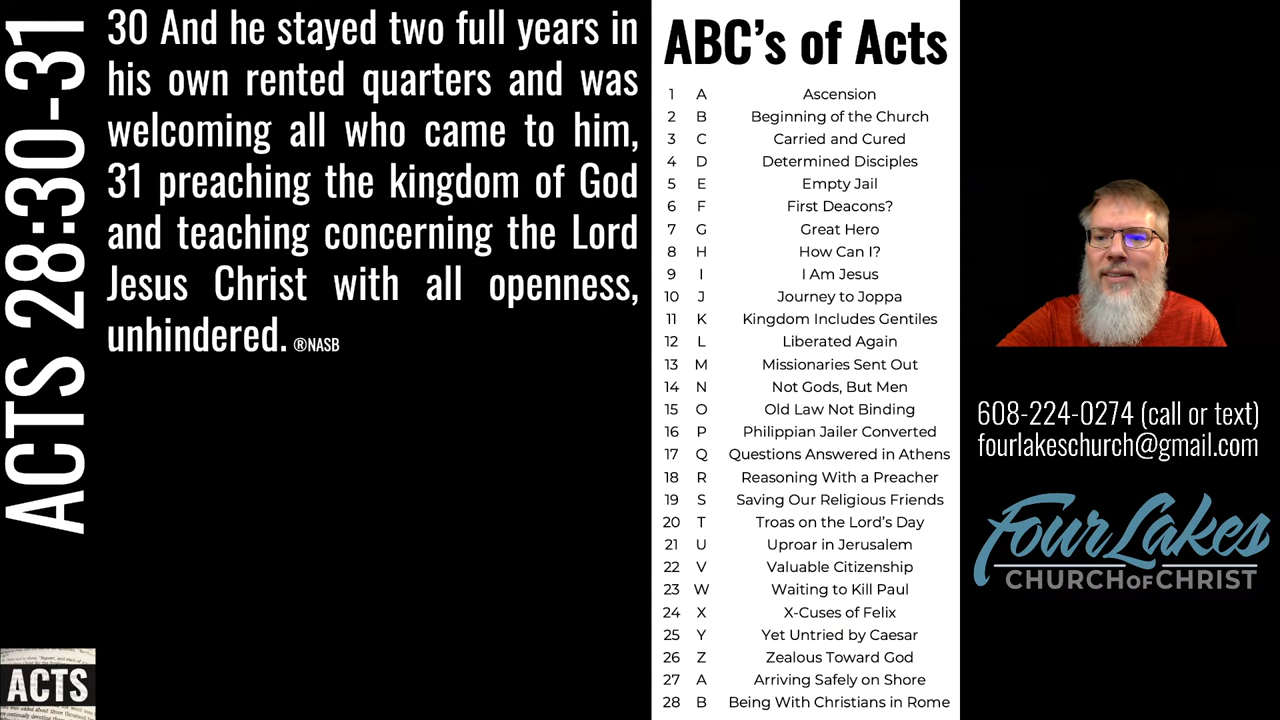 ACTS 28:30-31
30 And he stayed two full years in
his own rented quarters and was
welcoming all who came to him,
31 preaching the kingdom of God
and teaching concerning the Lord
Jesus Christ with all openness,
unhindered. ®NASB
ACTS
ABC's of Acts
1 A Ascension
2 B Beginning of the Church
3 C Carried and Cured
4 D Determined Disciples
5 E Empty Jail
6 F First Deacons?
7 G Great Hero
8 H How Can I?
9 I I Am Jesus
10 J Journey to Joppa
11 K Kingdom Includes Gentiles
12 L Liberated Again
13 M Missionaries Sent Out
14 N Not Gods, But Men
15 O Old Law Not Binding
16 P Philippian Jailer Converted
17 Q Questions Answered in Athens
18 R Reasoning With a Preacher
19 S Saving Our Religious Friends
20 T Troas on the Lord's Day
21 U Uproar in Jerusalem
22 V Valuable Citizenship
23 W Waiting to Kill Paul
24 X X-Cuses of Felix
25 Y Yet Untried by Caesar
26 Z Zealous Toward God
27 A Arriving Safely on Shore
28 B Being With Christians in Rome
608-224-0274 (call or text)
fourlakeschurch@gmail.com
Four Lakes
CHURCH OF CHRIST